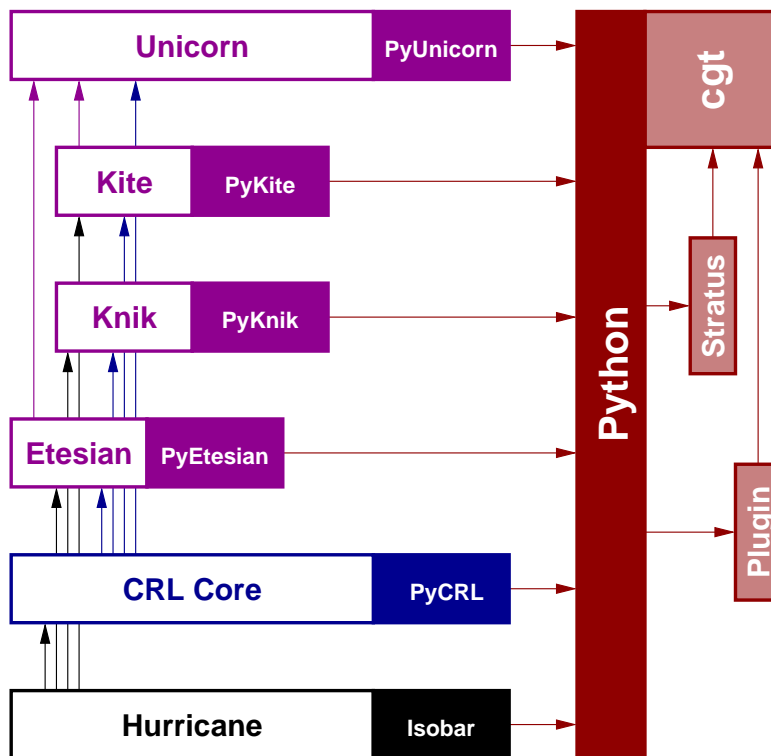 Unicorn
PyUnicorn
cgt
Kite
PyKite
Knik
PyKnik
Python
Stratus
Etesian
PyEtesian
Plugin
CRL Core
PyCRL
Hurricane
Isobar